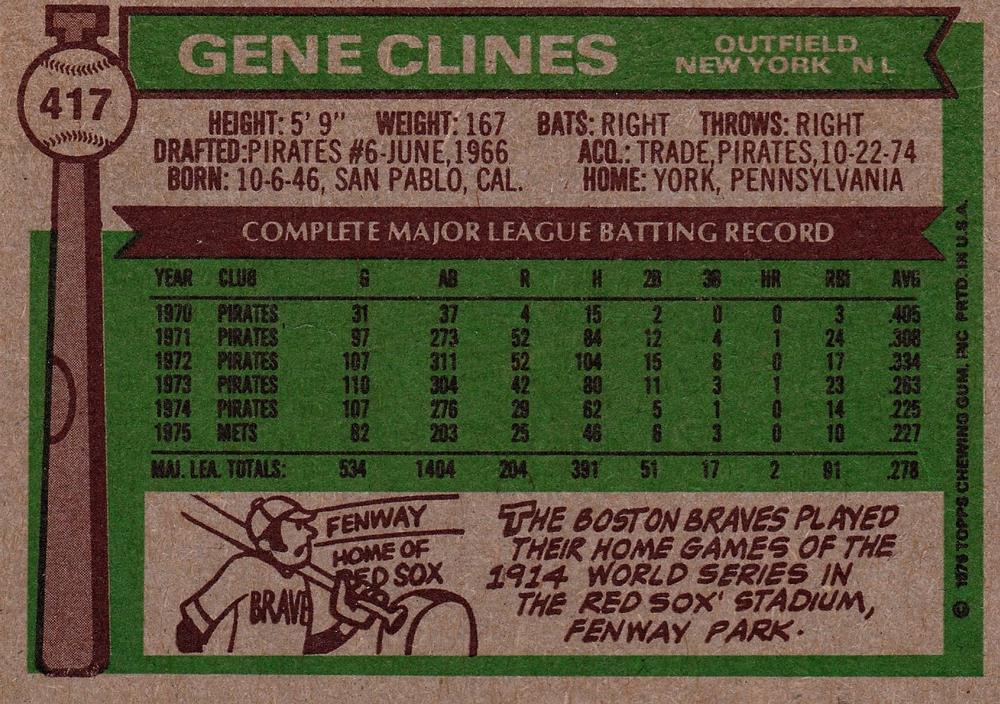 417
GENE CLINES
OUTFIELD
NEW YORK N L
HEIGHT: 5' 9" WEIGHT: 167 BATS: RIGHT THROWS: RIGHT
DRAFTED: PIRATES #6-JUNE, 1966 ACQ.: TRADE, PIRATES, 10-22-74
BORN: 10-6-46, SAN PABLO, CAL. HOME: YORK, PENNSYLVANIA
COMPLETE MAJOR LEAGUE BATTING RECORD
YEAR CLUB G AB R H 2B 3B HR RBI AVG
1970 PIRATES 31 37 4 15 2 0 0 3 .405
1971 PIRATES 97 273 52 84 12 4 1 24 .308
1972 PIRATES 107 311 52 104 15 6 0 17 .334
1973 PIRATES 110 304 42 80 11 3 1 23 .263
1974 PIRATES 107 276 29 62 5 1 0 14 .225
1975 METS 82 203 25 46 6 3 0 10 .227
MAJ. LEA. TOTALS: 534 1404 204 391 51 17 2 91 .278
FENWAY
HOME OF
RED SOX
BRAVE
THE BOSTON BRAVES PLAYED
THEIR HOME GAMES OF THE
1914 WORLD SERIES IN
THE RED SOX' STADIUM,
FENWAY PARK.
© 1976 TOPPS CHEWING GUM, INC PRTD. IN U.S.A.